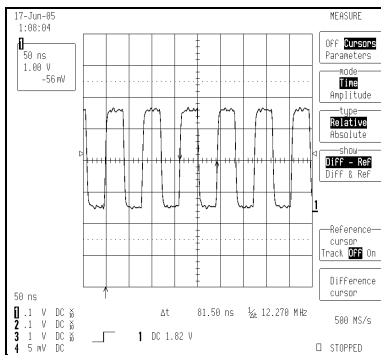 17-Jun-05
1:08:04
1
50 ns
1.00 V
-56mV
MEASURE
Off Cursors
Parameters
mode
Time
Amplitude
type
Relative
Absolute
show
Diff - Ref
Diff & Ref
1
Reference
cursor
Track Off On
Difference
cursor
50 ns
1 .1 V DC
2 .1 V DC
3 1 V DC
4 5 mV DC
Δt 81.50 ns 1/Δt 12.270 MHz
1 DC 1.82 V
500 MS/s
STOPPED